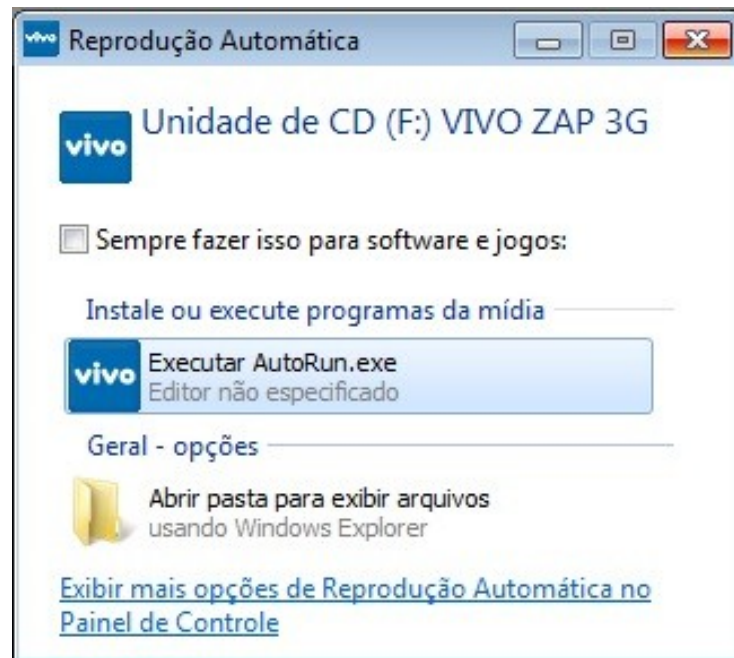 vivo Reprodução Automática
vivo
Unidade de CD (F:) VIVO ZAP 3G
Sempre fazer isso para software e jogos:
Instale ou execute programas da mídia
vivo
Executar AutoRun.exe
Editor não especificado
Geral - opções
Abrir pasta para exibir arquivos
usando Windows Explorer
Exibir mais opções de Reprodução Automática no
Painel de Controle